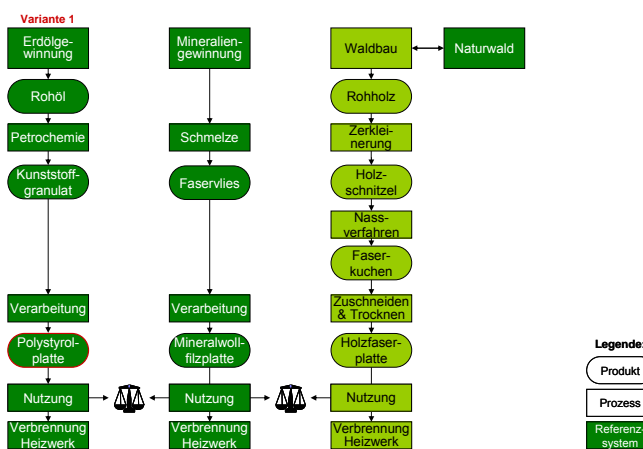 Variante 1
Erdölge-
winnung
Rohöl
Petrochemie
Kunststoff-
granulat
Verarbeitung
Polystyrol-
platte
Nutzung
Verbrennung
Heizwerk
Mineralien-
gewinnung
Schmelze
Faservlies
Verarbeitung
Mineralwoll-
filzplatte
Nutzung
Verbrennung
Heizwerk
Waldbau
Naturwald
Rohholz
Zerklei-
nerung
Holz-
schnitzel
Nass-
verfahren
Faser-
kuchen
Zuschneiden
& Trocknen
Holzfaser-
platte
Nutzung
Verbrennung
Heizwerk
Legende:
Produkt
Prozess
Referenz-
system